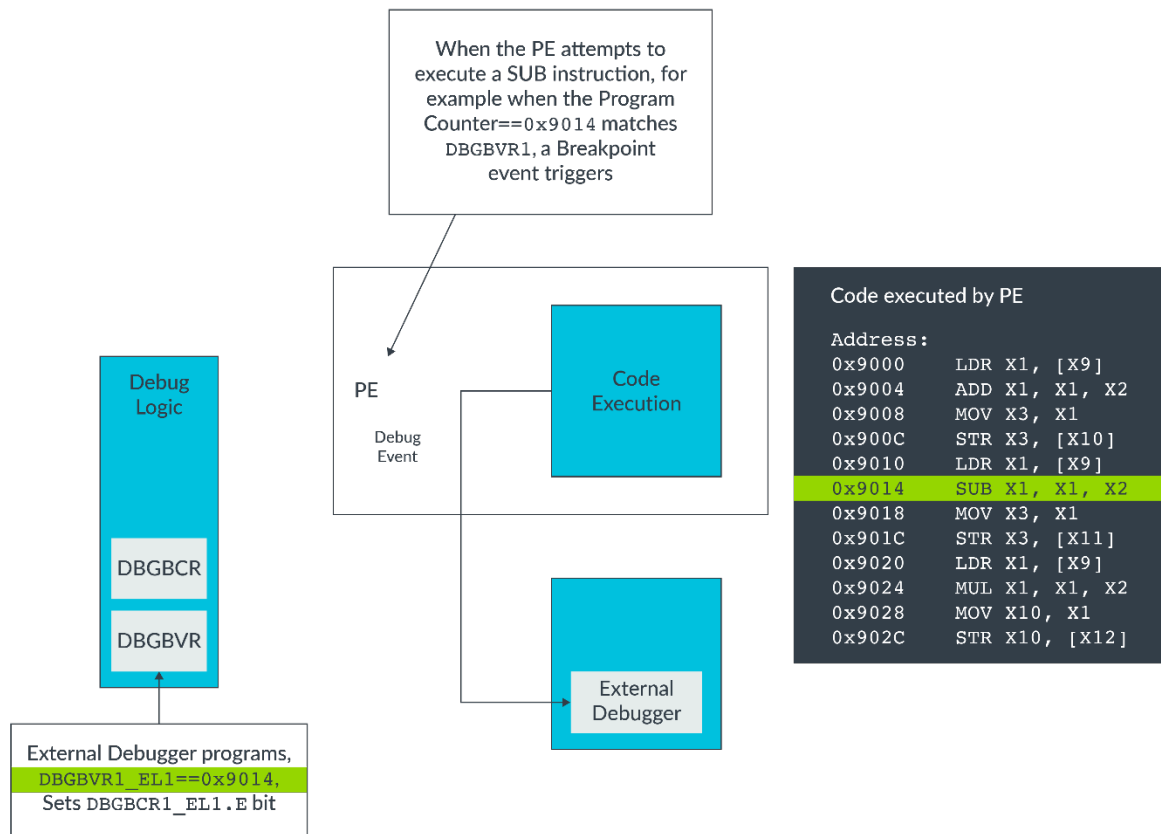 When the PE attempts to
execute a SUB instruction, for
example when the Program
Counter==0x9014 matches
DBGBVR1, a Breakpoint
event triggers
Debug
Logic
DBGBCR
DBGBVR
External Debugger programs,
DBGBVR1_EL1==0x9014,
Sets DBGBCR1_EL1.E bit
PE
Debug
Event
Code
Execution
External
Debugger
Code executed by PE
Address:
0x9000 LDR X1, [X9]
0x9004 ADD X1, X1, X2
0x9008 MOV X3, X1
0x900C STR X3, [X10]
0x9010 LDR X1, [X9]
0x9014 SUB X1, X1, X2
0x9018 MOV X3, X1
0x901C STR X3, [X11]
0x9020 LDR X1, [X9]
0x9024 MUL X1, X1, X2
0x9028 MOV X10, X1
0x902C STR X10, [X12]